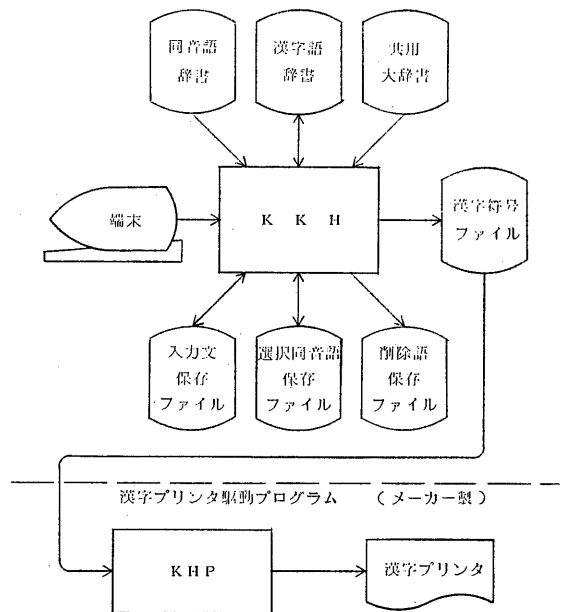 同音語
辞書
漢字語
辞書
共用
大辞書
端末
K K H
漢字符号
ファイル
入力文
保存
ファイル
選択同音語
保存
ファイル
削除語
保存
ファイル
漢字プリンタ駆動プログラム (メーカー製)
KHP
漢字プリンタ